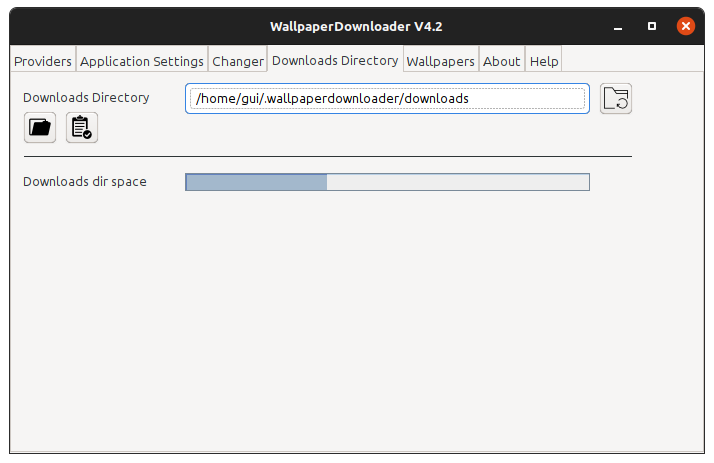 WallpaperDownloader V4.2
Providers Application Settings Changer Downloads Directory Wallpapers About Help
Downloads Directory /home/gui/.wallpaperdownloader/downloads
Downloads dir space